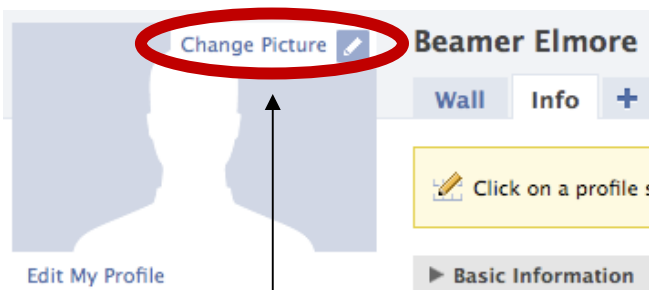 Change Picture
Beamer Elmore
Wall Info +
Click on a profile s
Edit My Profile
Basic Information